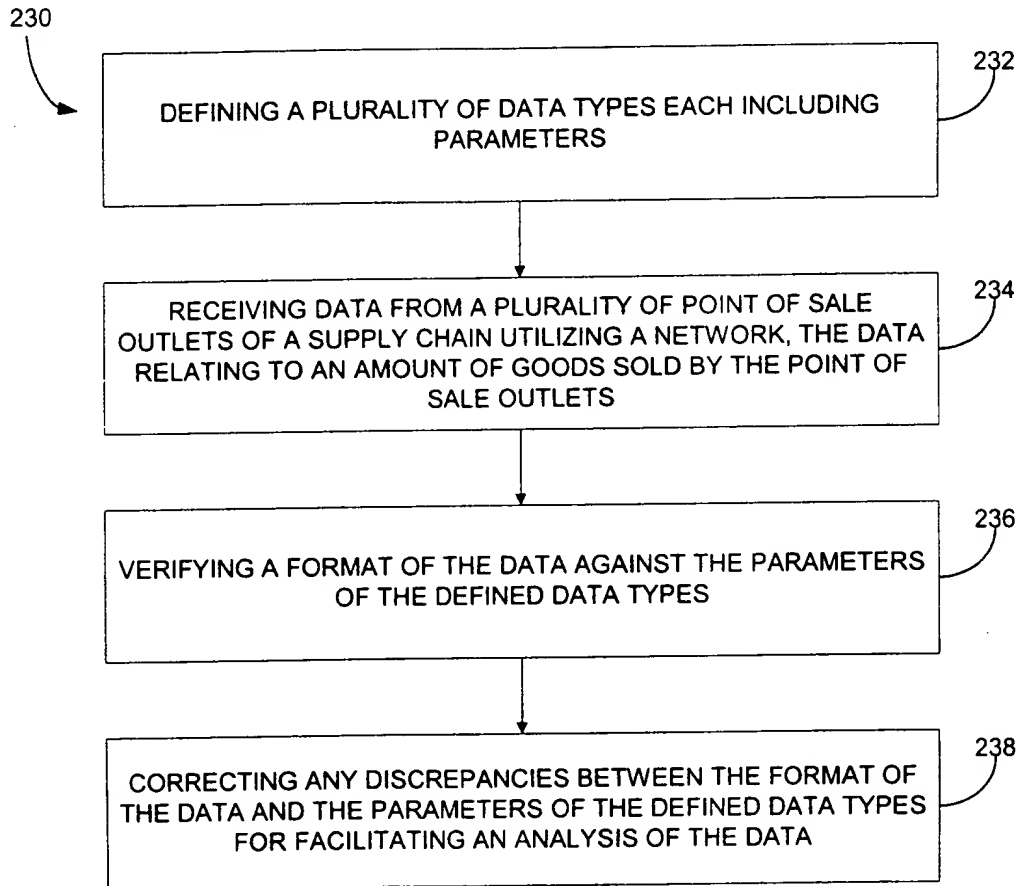 230
232
DEFINING A PLURALITY OF DATA TYPES EACH INCLUDING
PARAMETERS
234
RECEIVING DATA FROM A PLURALITY OF POINT OF SALE
OUTLETS OF A SUPPLY CHAIN UTILIZING A NETWORK, THE DATA
RELATING TO AN AMOUNT OF GOODS SOLD BY THE POINT OF
SALE OUTLETS
236
VERIFYING A FORMAT OF THE DATA AGAINST THE PARAMETERS
OF THE DEFINED DATA TYPES
238
CORRECTING ANY DISCREPANCIES BETWEEN THE FORMAT OF
THE DATA AND THE PARAMETERS OF THE DEFINED DATA TYPES
FOR FACILITATING AN ANALYSIS OF THE DATA